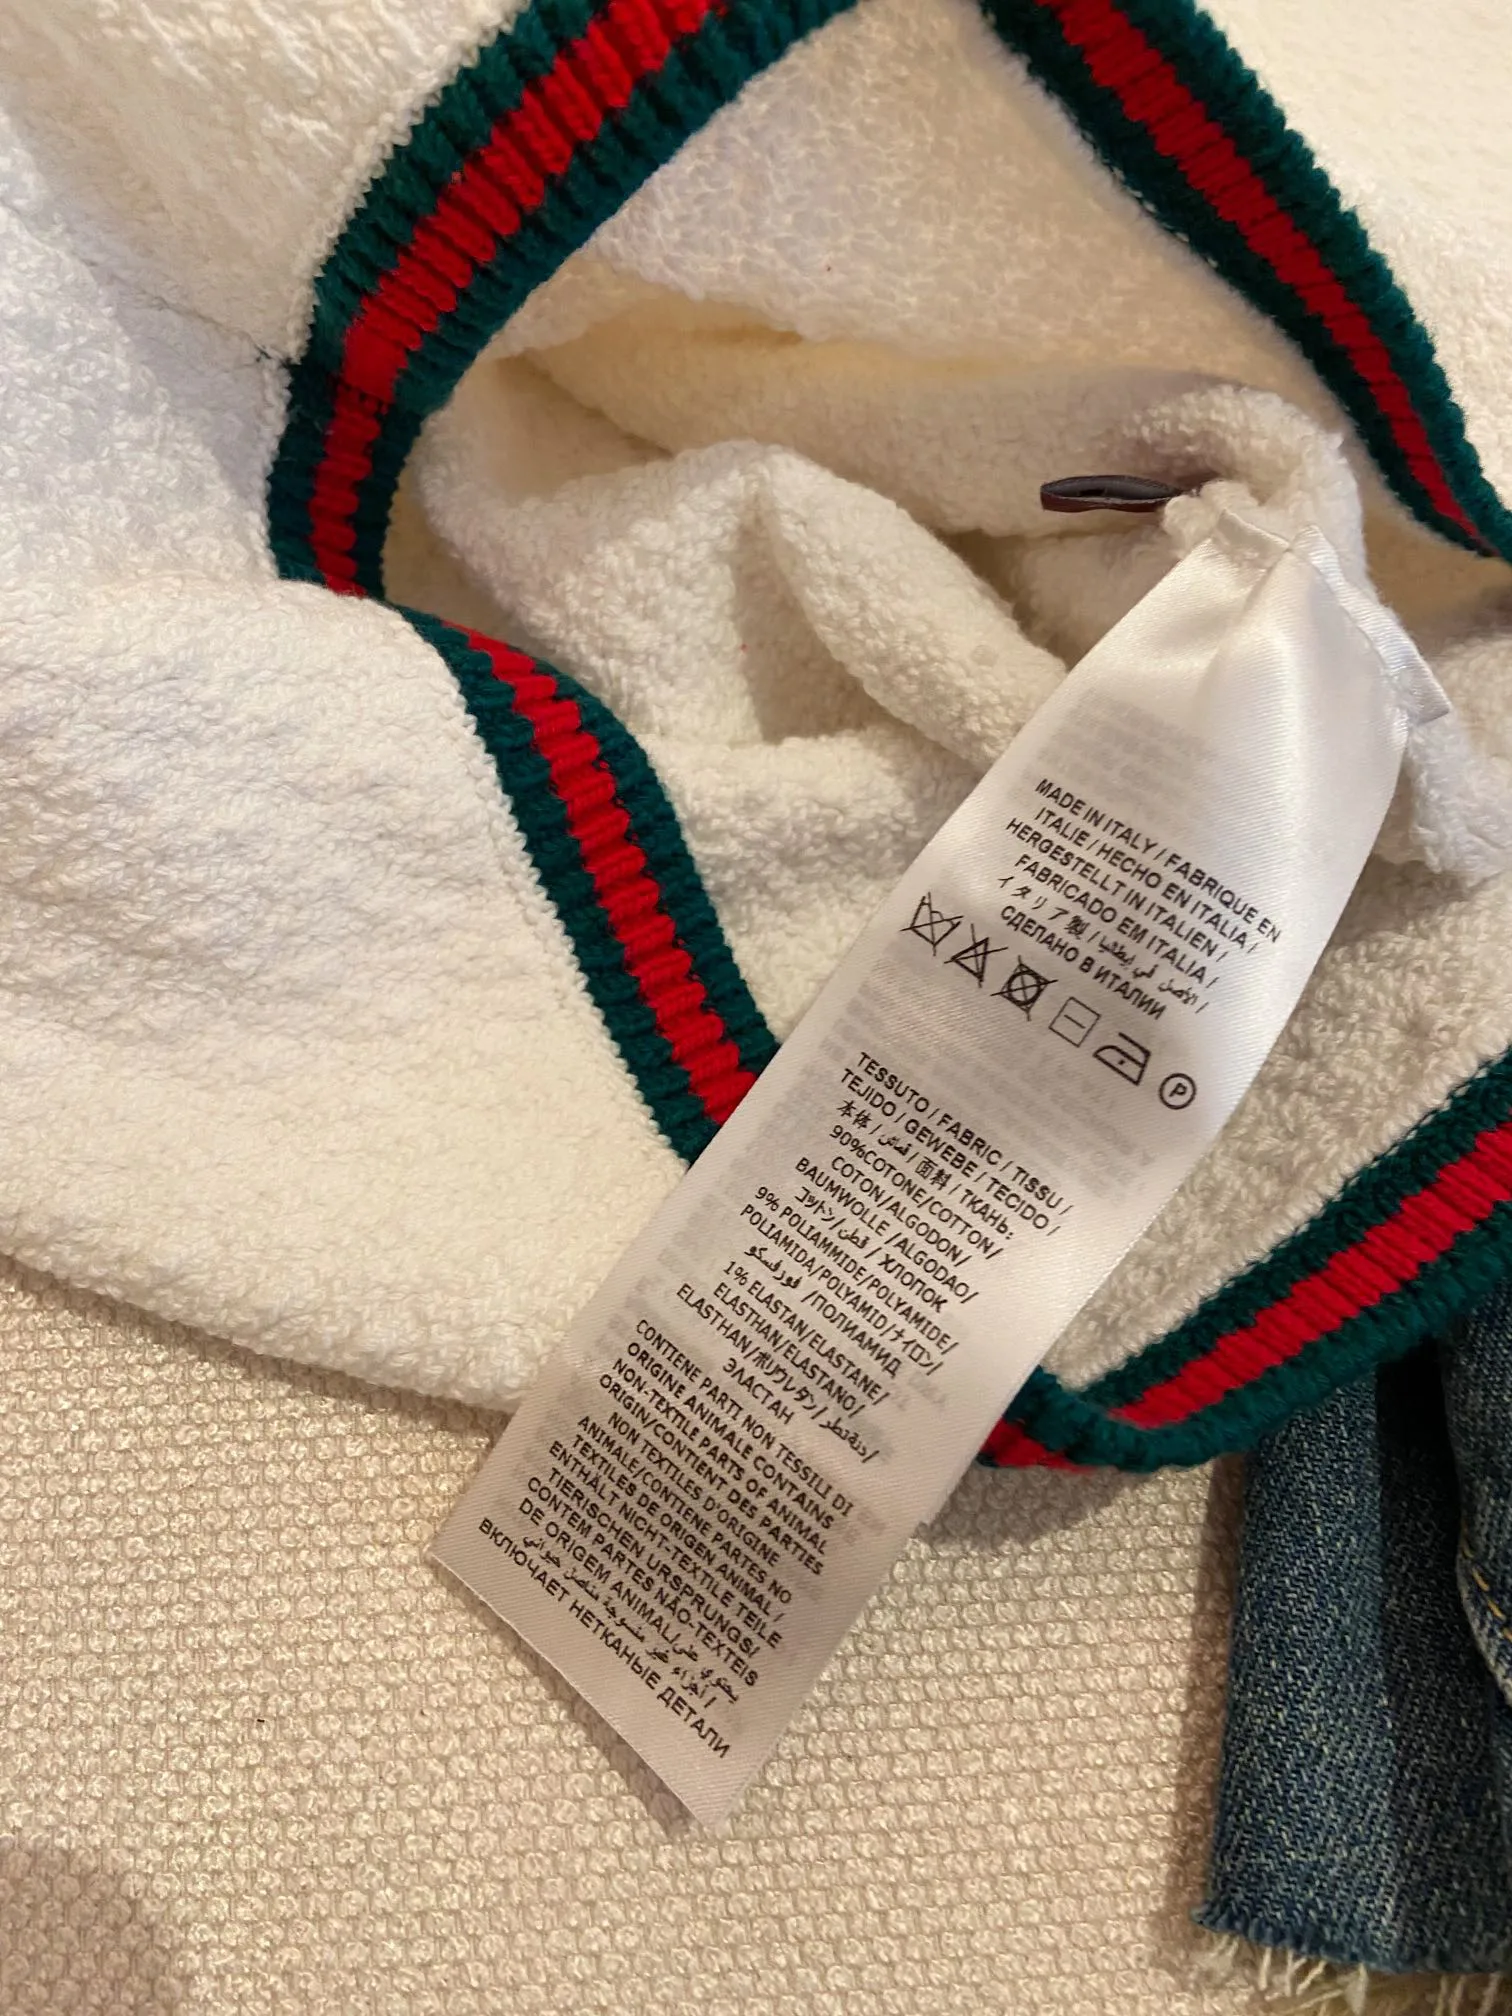 MADE IN ITALY / FABRIQUE EN
ITALIE / HECHO EN ITALIA /
HERGESTELLT IN ITALIEN /
FABRICADO EM ITALIA /
イタリア製 / الأصل في إيطاليا /
СДЕЛАНО В ИТАЛИИ
P
TESSUTO / FABRIC / TISSU /
TEJIDO / GEWEBE / TECIDO /
本体 / قماش / 面料 / ТКАНЬ:
90%COTONE/COTTON/
COTON/ALGODON/
BAUMWOLLE /ALGODAO/
コットン/ قطن / ХЛОПОК
9% POLIAMMIDE/POLYAMIDE/
POLIAMIDA/POLYAMID/ナイロン/
/ПОЛИАМИД
1% ELASTAN/ELASTANE/
ELASTHAN/ELASTANO/
ELASTHAN/ポリウレタン/
ЭЛАСТАН
CONTIENE PARTI NON TESSILI DI
ORIGINE ANIMALE CONTAINS
NON-TEXTILE PARTS OF ANIMAL
ORIGIN/CONTIENT DES PARTIES
NON TEXTILES D'ORIGINE
ANIMALE/CONTIENE PARTES NO
TEXTILES DE ORIGEN ANIMAL /
ENTHÄLT NICHT-TEXTILE TEILE
TIERISCHEN URSPRUNGS/
CONTEM PARTES NÃO-TEXTEIS
DE ORIGEM ANIMAL/يحتوي على
/ أجزاء غير منسوجة
ВКЛЮЧАЕТ НЕТКАНЫЕ ДЕТАЛИ